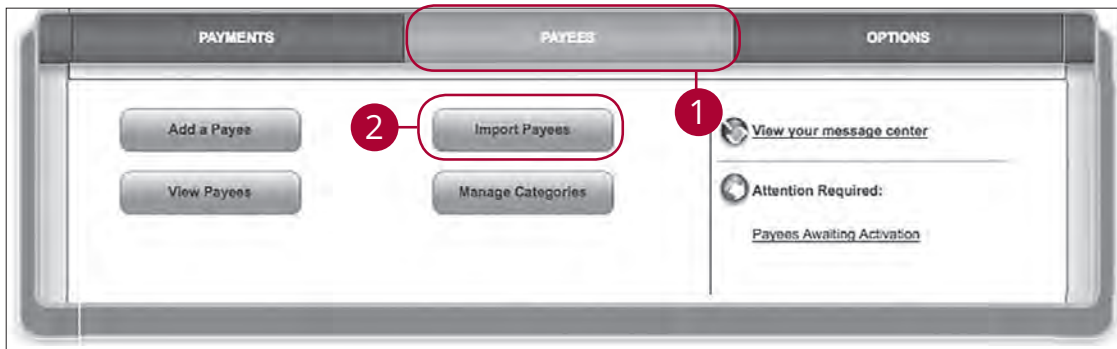 PAYMENTS PAYEES OPTIONS
1
Add a Payee 2 Import Payees View your message center
View Payees Manage Categories Attention Required:
Payees Awaiting Activation